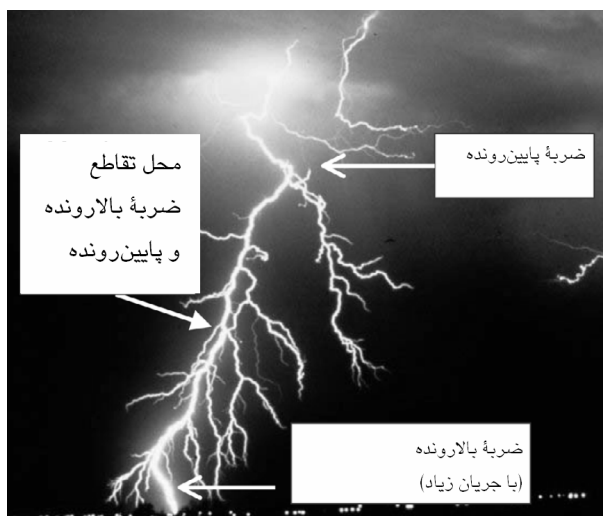 ضربهٔ پایین‌رونده
محل تقاطع
ضربهٔ بالارونده
و پایین‌رونده
ضربهٔ بالارونده
(با جریان زیاد)